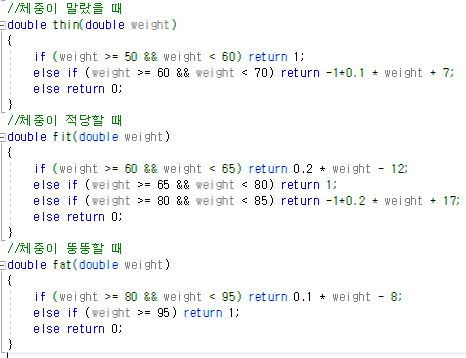 //체중이 말랐을 때
double thin(double weight)
{
if (weight >= 50 && weight < 60) return 1;
else if (weight >= 60 && weight < 70) return -1*0.1 * weight + 7;
else return 0;
}
//체중이 적당할 때
double fit(double weight)
{
if (weight >= 60 && weight < 65) return 0.2 * weight - 12;
else if (weight >= 65 && weight < 80) return 1;
else if (weight >= 80 && weight < 85) return -1*0.2 * weight + 17;
else return 0;
}
//체중이 뚱뚱할 때
double fat(double weight)
{
if (weight >= 80 && weight < 95) return 0.1 * weight - 8;
else if (weight >= 95) return 1;
else return 0;
}